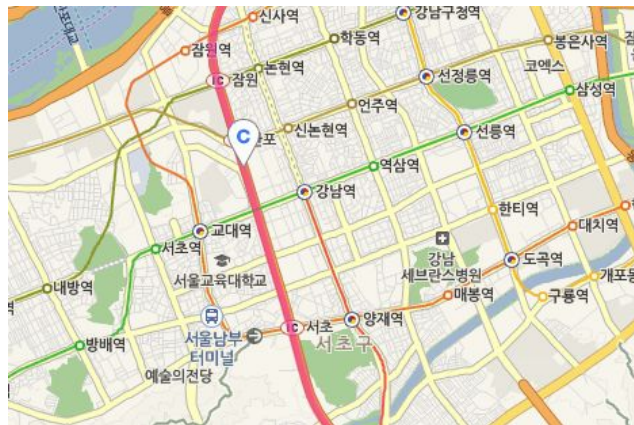 신사역
강남구청역
잠원역
학동역
봉은사역
코엑스
IC 잠원
논현역
선정릉역
삼성역
언주역
C
신논현역
선릉역
역삼역
강남역
한티역
대치역
교대역
서초역
강남
세브란스병원
도곡역
서울교육대학교
개포동
내방역
매봉역
구룡역
서울남부
터미널
IC 서초
양재역
서초구
방배역
예술의전당